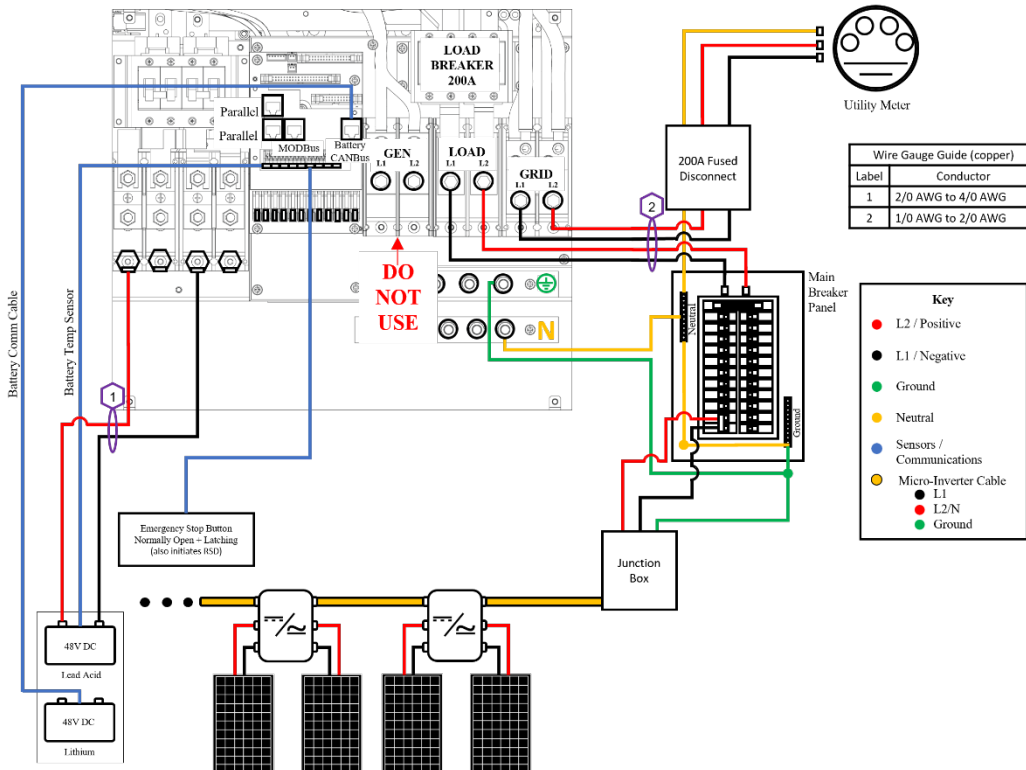 LOAD
BREAKER
200A
Parallel
Parallel
MODBus
Battery
CANBus
GEN
L1
L2
LOAD
L1
L2
GRID
L1
L2
DO
NOT
USE
N
Utility Meter
200A Fused
Disconnect
2
Wire Gauge Guide (copper)
Label Conductor
1 2/0 AWG to 4/0 AWG
2 1/0 AWG to 2/0 AWG
Main
Breaker
Panel
Neutral
Ground
Key
L2 / Positive
L1 / Negative
Ground
Neutral
Sensors /
Communications
Micro-Inverter Cable
L1
L2/N
Ground
Battery Comm Cable
Battery Temp Sensor
1
Emergency Stop Button
Normally Open + Latching
(also initiates RSD)
Junction
Box
48V DC
Lead Acid
48V DC
Lithium